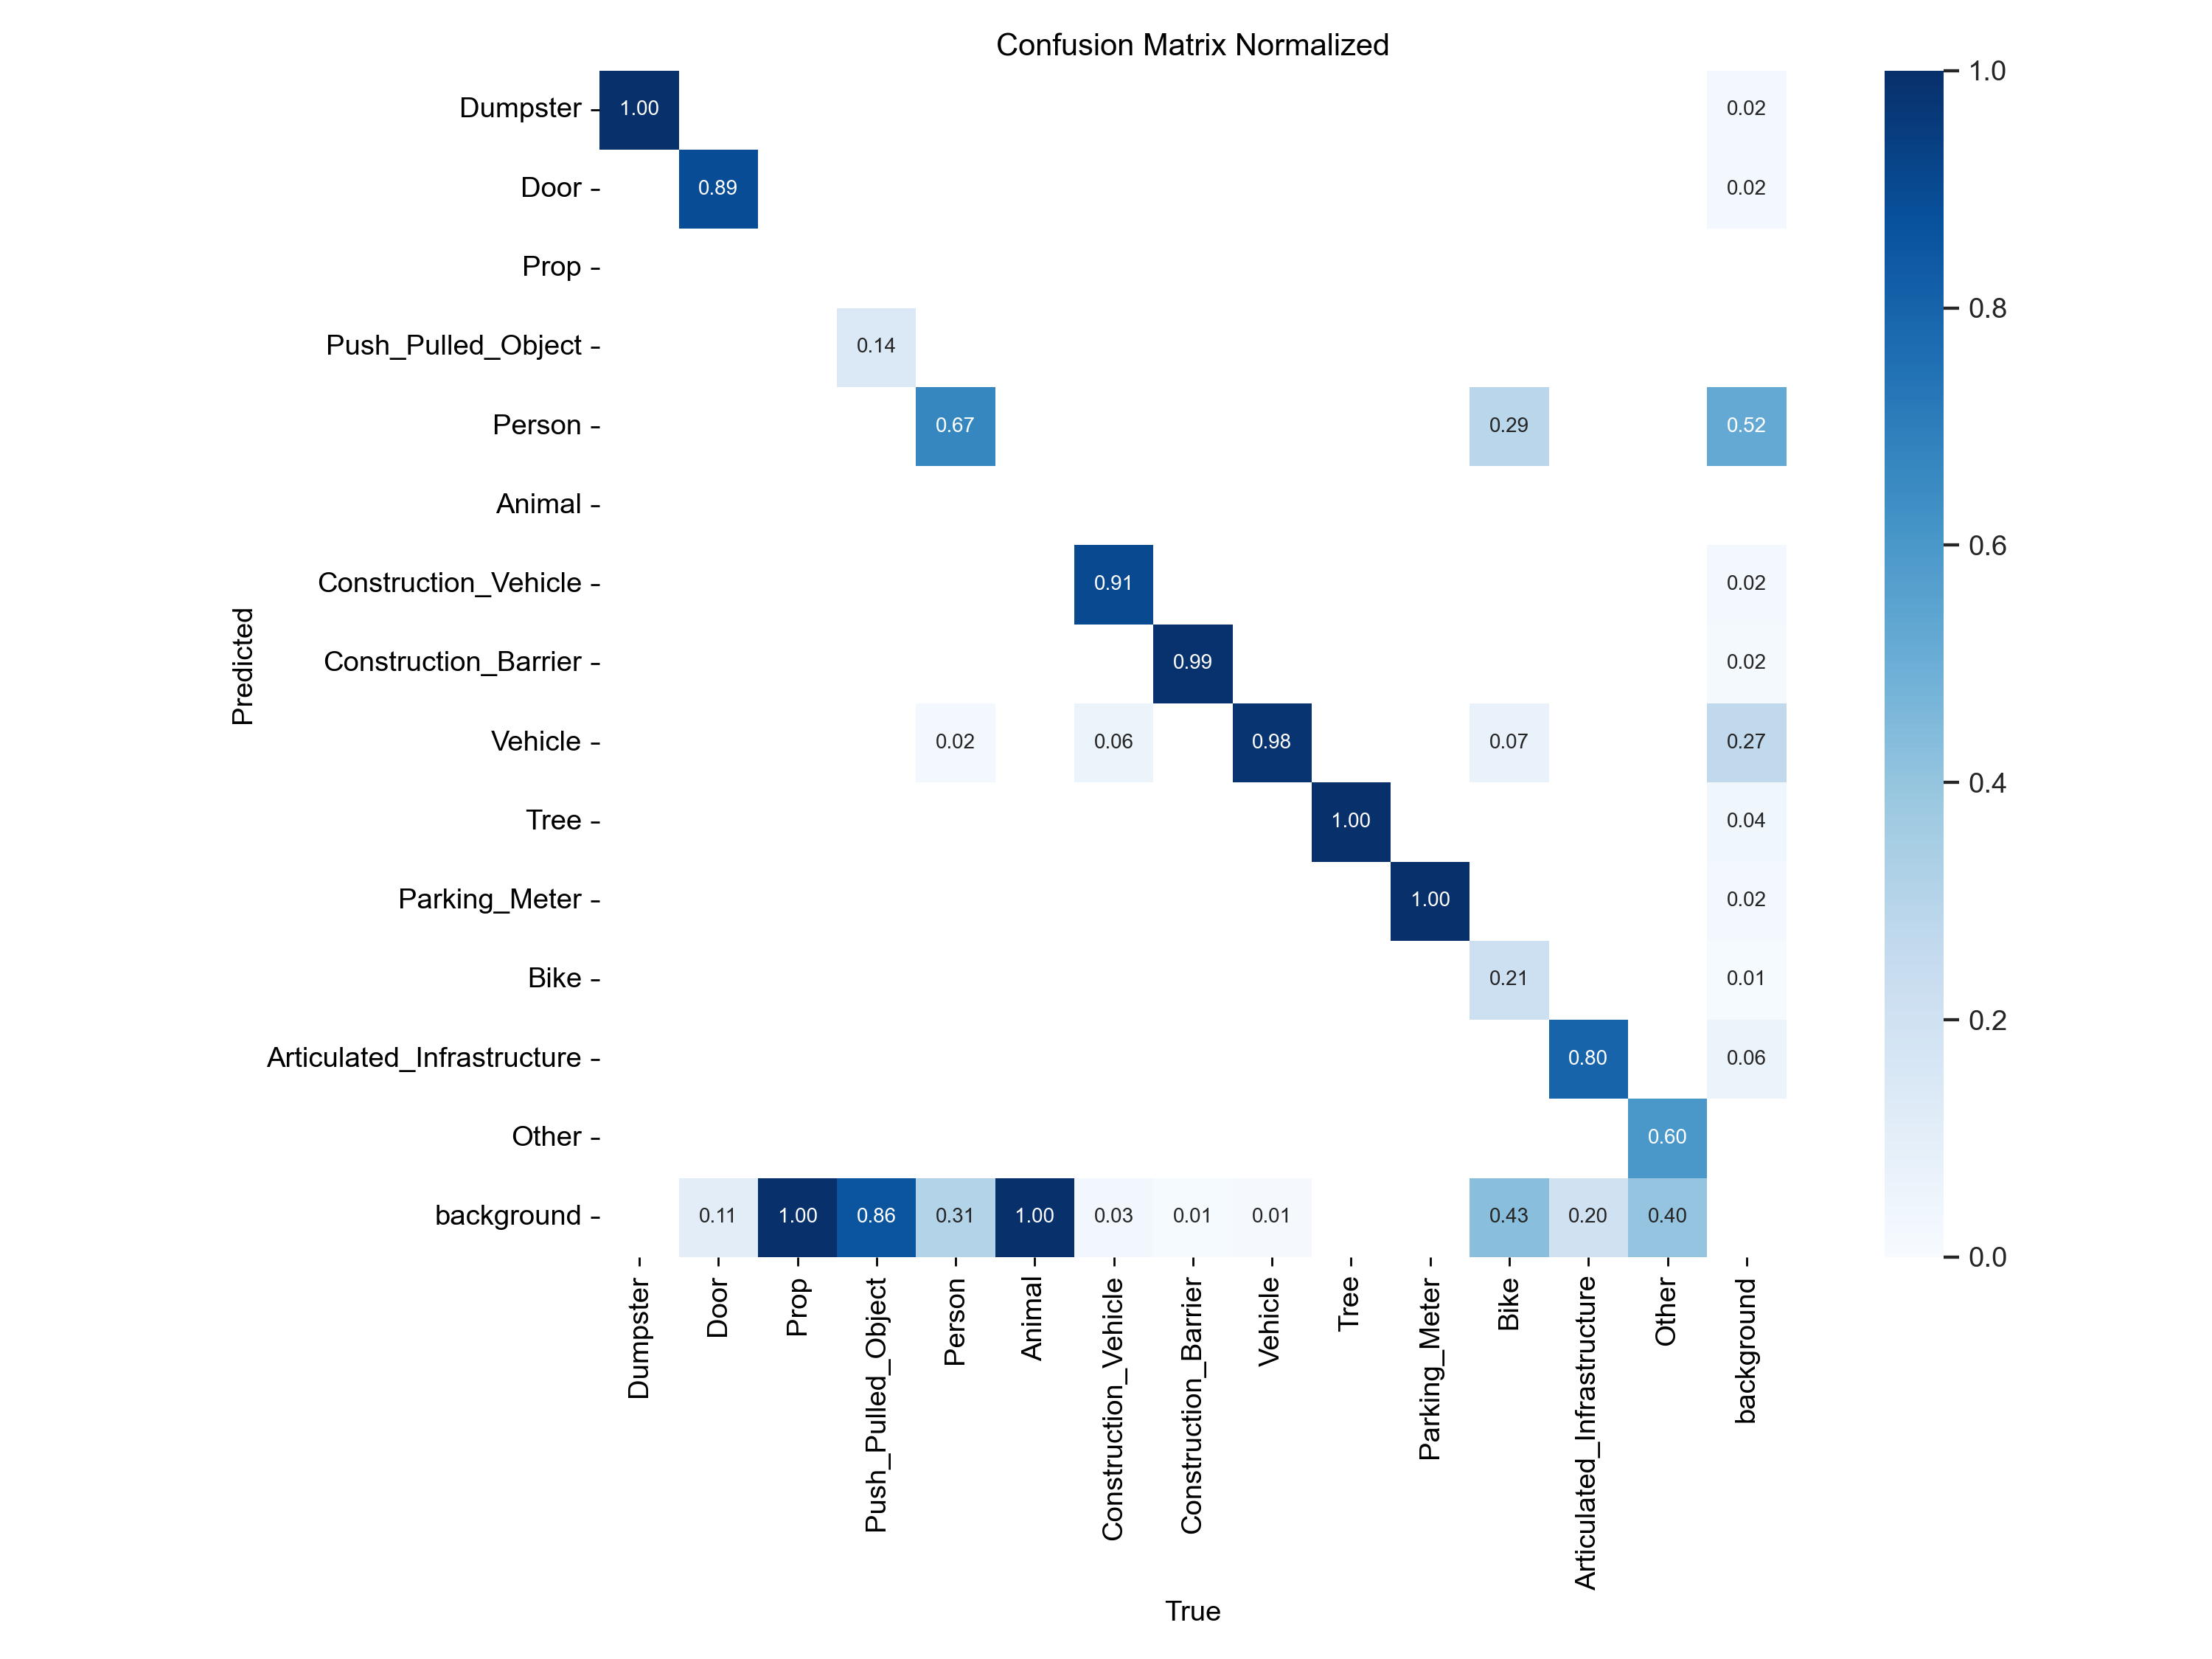 Confusion Matrix Normalized
Dumpster
1.00
0.02
Door
0.89
0.02
Prop
Push_Pulled_Object
0.14
Person
0.67
0.29
0.52
Animal
Construction_Vehicle
0.91
0.02
Construction_Barrier
0.99
0.02
Vehicle
0.02
0.06
0.98
0.07
0.27
Tree
1.00
0.04
Parking_Meter
1.00
0.02
Bike
0.21
0.01
Articulated_Infrastructure
0.80
0.06
Other
0.60
background
0.11
1.00
0.86
0.31
1.00
0.03
0.01
0.01
0.43
0.20
0.40
Predicted
Dumpster
Door
Prop
Push_Pulled_Object
Person
Animal
Construction_Vehicle
Construction_Barrier
Vehicle
Tree
Parking_Meter
Bike
Articulated_Infrastructure
Other
background
True
1.0
0.8
0.6
0.4
0.2
0.0